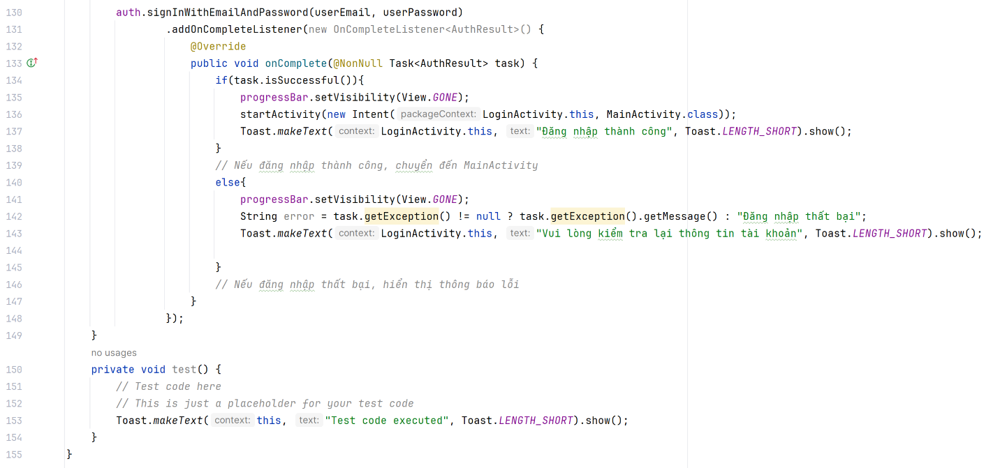 130 auth.signInWithEmailAndPassword(userEmail, userPassword)
131 .addOnCompleteListener(new OnCompleteListener<AuthResult>() {
132 @Override
133 public void onComplete(@NonNull Task<AuthResult> task) {
134 if(task.isSuccessful()){
135 progressBar.setVisibility(View.GONE);
136 startActivity(new Intent( packageContext: LoginActivity.this, MainActivity.class));
137 Toast.makeText( context: LoginActivity.this, text: "Đăng nhập thành công", Toast.LENGTH_SHORT).show();
138 }
139 // Nếu đăng nhập thành công, chuyển đến MainActivity
140 else{
141 progressBar.setVisibility(View.GONE);
142 String error = task.getException() != null ? task.getException().getMessage() : "Đăng nhập thất bại";
143 Toast.makeText( context: LoginActivity.this, text: "Vui lòng kiểm tra lại thông tin tài khoản", Toast.LENGTH_SHORT).show();
144
145 }
146 // Nếu đăng nhập thất bại, hiển thị thông báo lỗi
147 }
148 });
149 }
no usages
150 private void test() {
151 // Test code here
152 // This is just a placeholder for your test code
153 Toast.makeText( context: this, text: "Test code executed", Toast.LENGTH_SHORT).show();
154 }
155 }